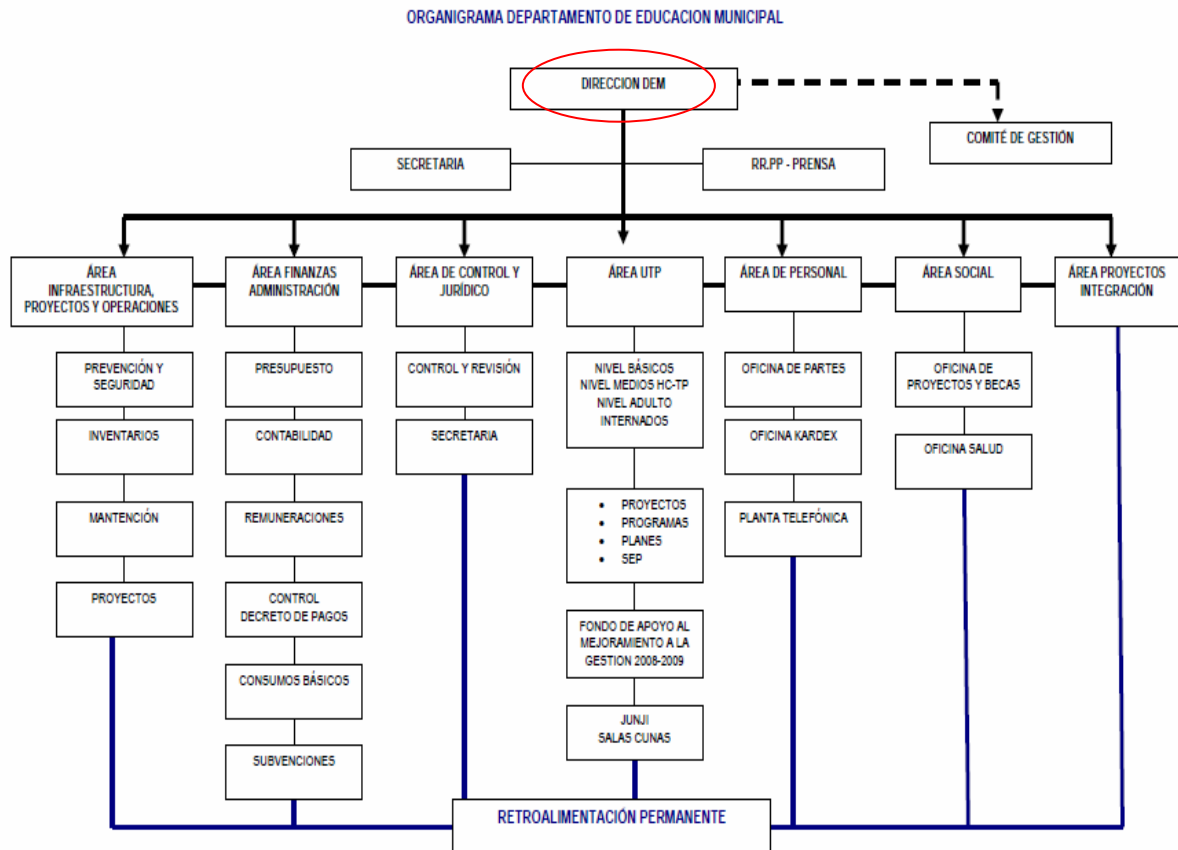 ORGANIGRAMA DEPARTAMENTO DE EDUCACION MUNICIPAL
DIRECCION DEM
COMITÉ DE GESTIÓN
SECRETARIA
RR.PP - PRENSA
ÁREA
INFRAESTRUCTURA,
PROYECTOS Y OPERACIONES
ÁREA FINANZAS
ADMINISTRACIÓN
ÁREA DE CONTROL Y
JURÍDICO
ÁREA UTP
ÁREA DE PERSONAL
ÁREA SOCIAL
ÁREA PROYECTOS
INTEGRACIÓN
PREVENCIÓN Y
SEGURIDAD
INVENTARIOS
MANTENCIÓN
PROYECTOS
PRESUPUESTO
CONTABILIDAD
REMUNERACIONES
CONTROL
DECRETO DE PAGOS
CONSUMOS BÁSICOS
SUBVENCIONES
CONTROL Y REVISIÓN
SECRETARIA
NIVEL BÁSICOS
NIVEL MEDIOS HC-TP
NIVEL ADULTO
INTERNADOS
• PROYECTOS
• PROGRAMAS
• PLANES
• SEP
FONDO DE APOYO AL
MEJORAMIENTO A LA
GESTION 2008-2009
JUNJI
SALAS CUNAS
OFICINA DE PARTES
OFICINA KARDEX
PLANTA TELEFÓNICA
OFICINA DE
PROYECTOS Y BECAS
OFICINA SALUD
RETROALIMENTACIÓN PERMANENTE